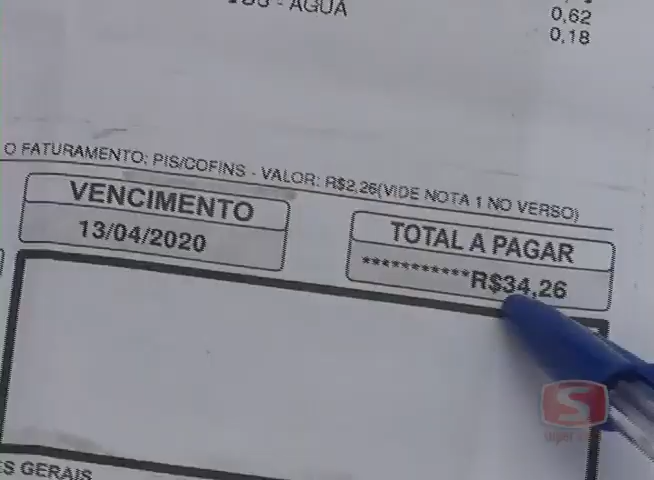 - ÁGUA
0,62
0,18
O FATURAMENTO: PIS/COFINS - VALOR: R$2,26(VIDE NOTA 1 NO VERSO)
VENCIMENTO
13/04/2020
TOTAL A PAGAR
***********R$34,26
S
ES GERAIS